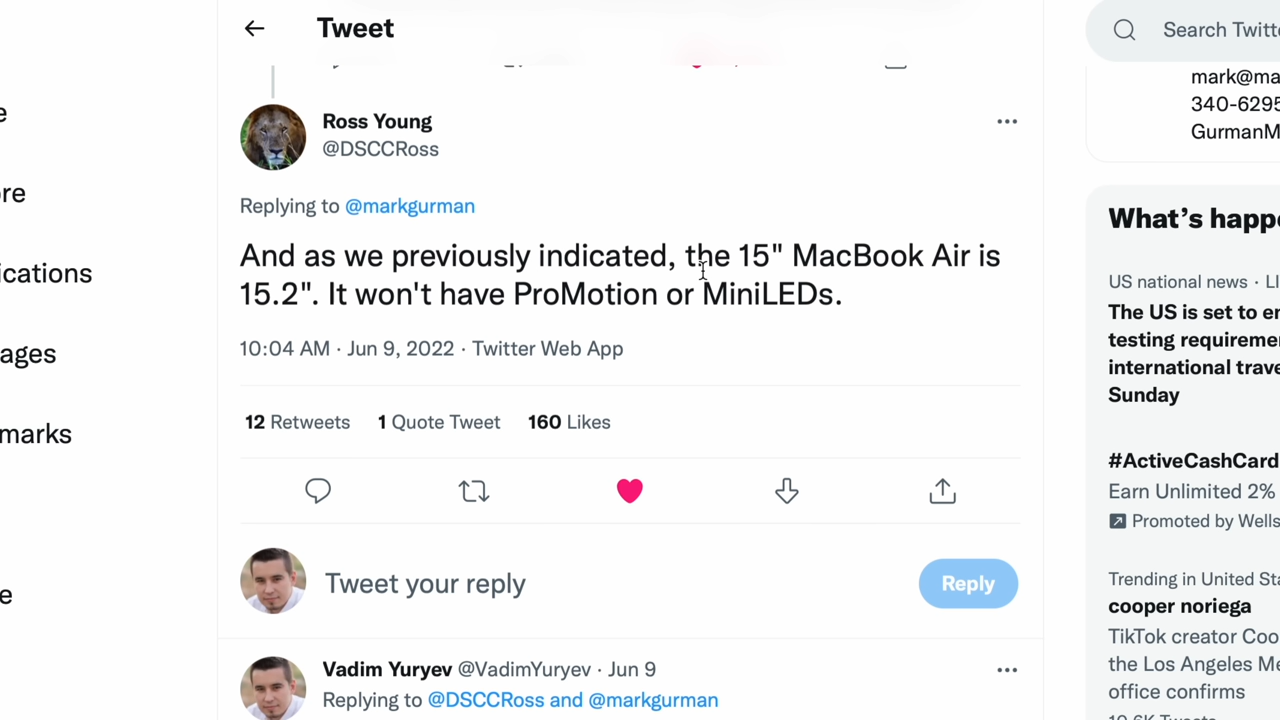 Tweet
Search Twitt
mark@ma
340-6295
GurmanM
Ross Young
@DSCCRoss
Replying to @markgurman
And as we previously indicated, the 15" MacBook Air is
15.2". It won't have ProMotion or MiniLEDs.
10:04 AM · Jun 9, 2022 · Twitter Web App
12 Retweets 1 Quote Tweet 160 Likes
Tweet your reply
Reply
Vadim Yuryev @VadimYuryev · Jun 9
Replying to @DSCCRoss and @markgurman
e
re
ications
ages
marks
e
What's happe
US national news · LI
The US is set to en
testing requireme
international trave
Sunday
#ActiveCashCard
Earn Unlimited 2%
Promoted by Wells
Trending in United Sta
cooper noriega
TikTok creator Coo
the Los Angeles Me
office confirms